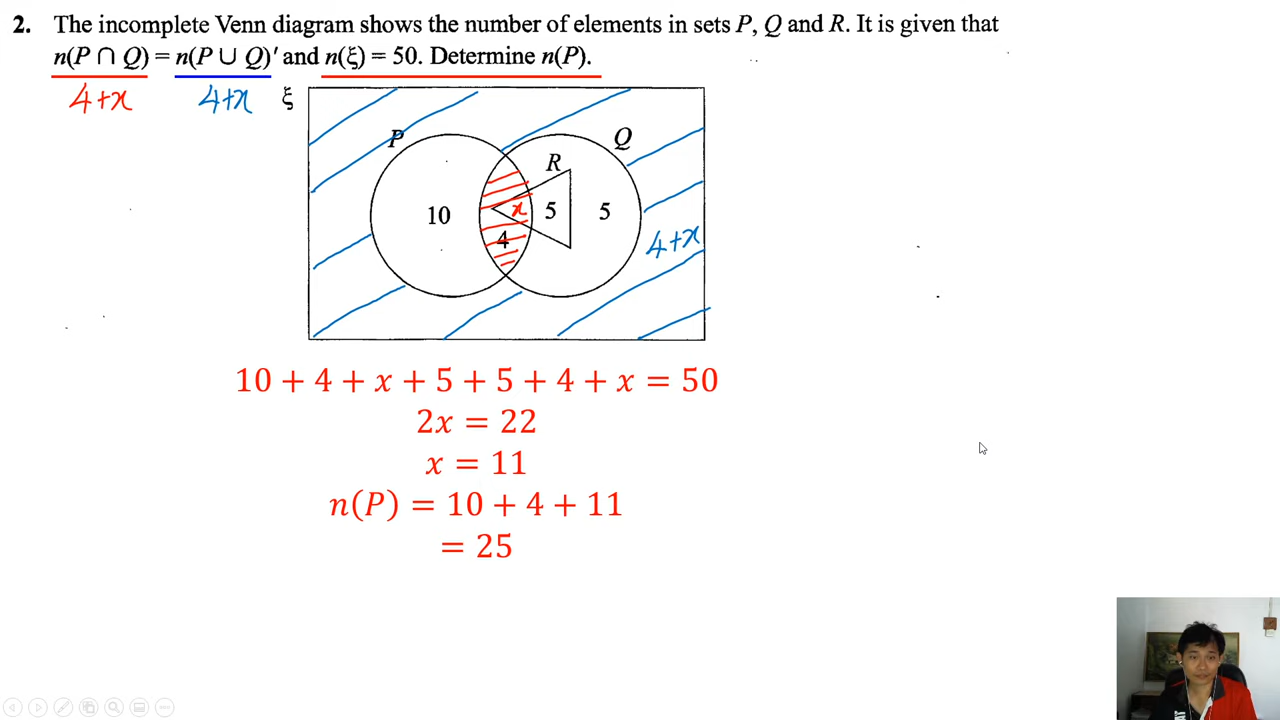 2. The incomplete Venn diagram shows the number of elements in sets P, Q and R. It is given that
n(P ∩ Q) = n(P ∪ Q)′ and n(ξ) = 50. Determine n(P).
4+x 4+x ξ
P Q
R
10 x 5 5
4 4+x
10 + 4 + x + 5 + 5 + 4 + x = 50
2x = 22
x = 11
n(P) = 10 + 4 + 11
= 25